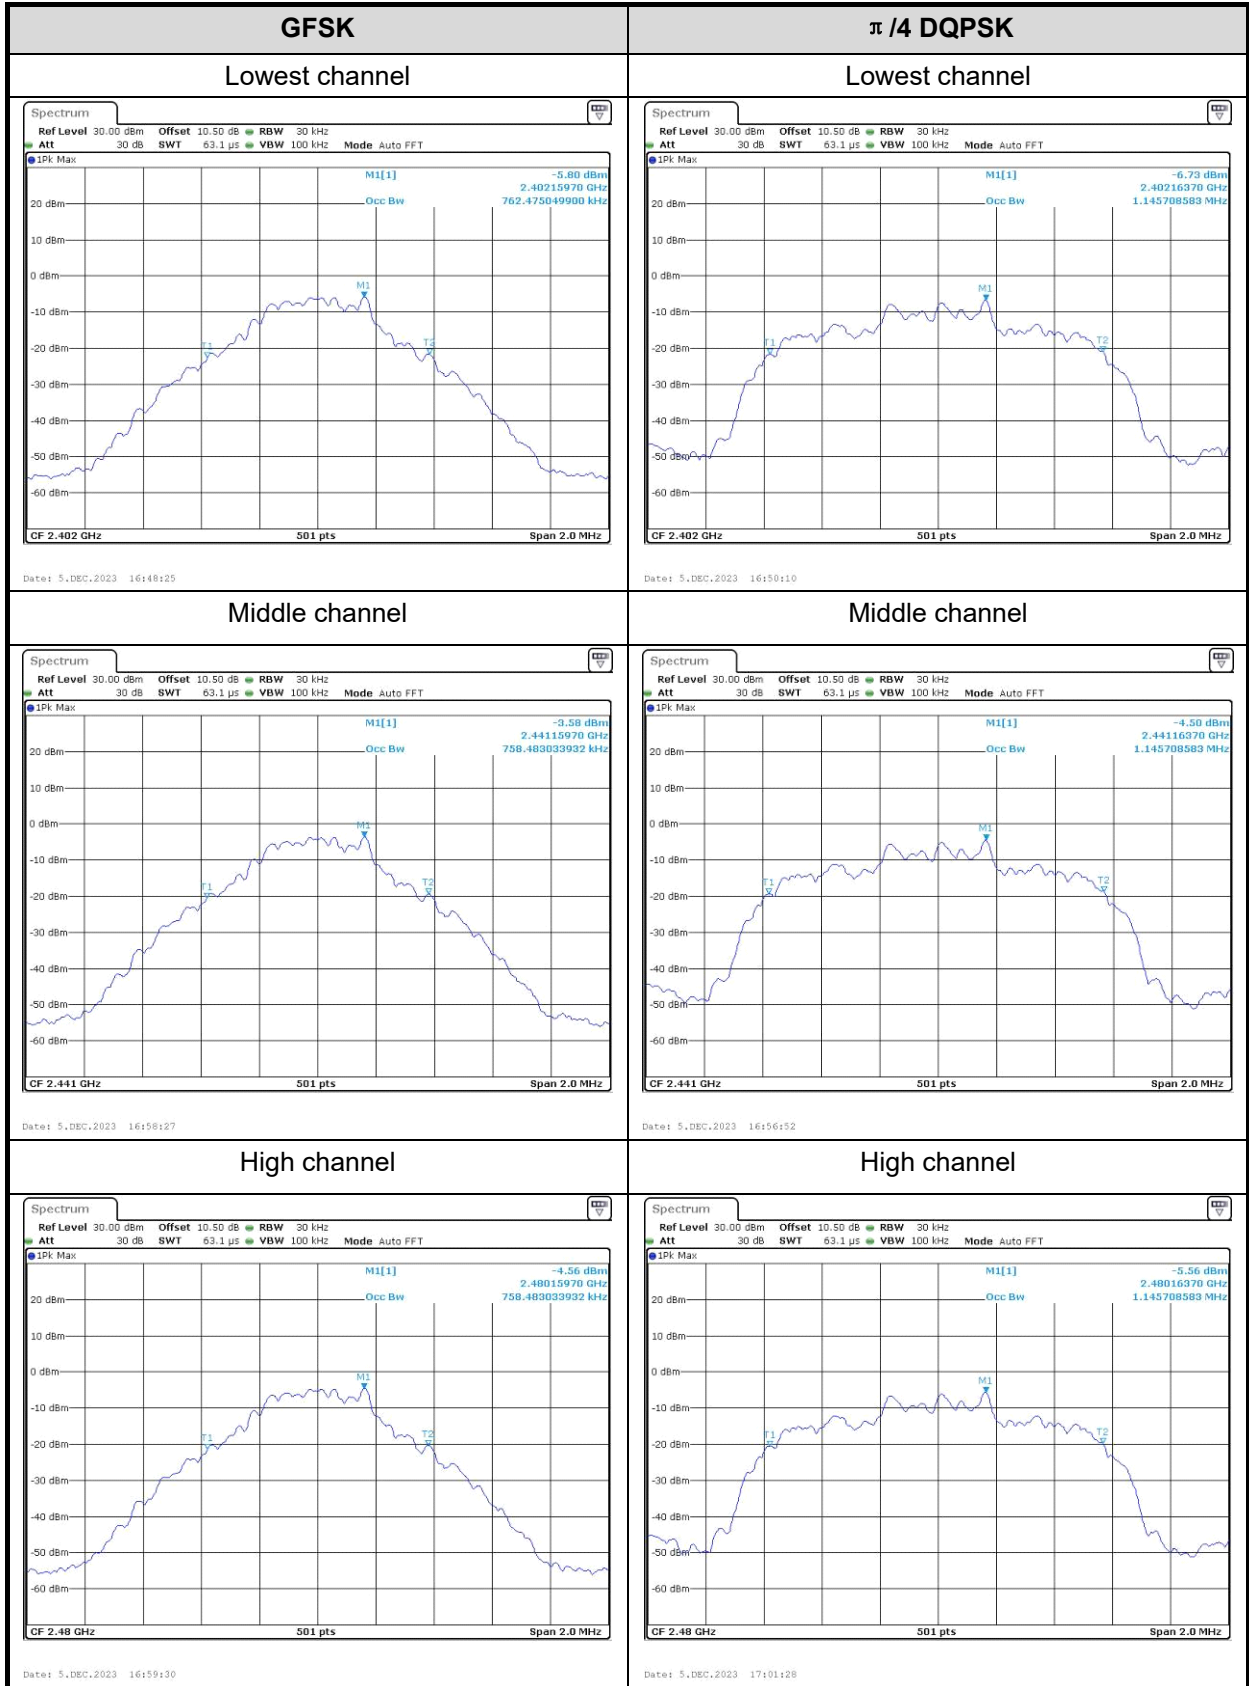 GFSK
π/4 DQPSK
Lowest channel
Lowest channel
Spectrum
Ref Level 30.00 dBm Offset 10.50 dB RBW 30 kHz
Att 30 dB SWT 63.1 µs VBW 100 kHz Mode Auto FFT
1Pk Max
M1[1] -5.80 dBm
2.40215970 GHz
Occ Bw 762.475049900 kHz
20 dBm
10 dBm
0 dBm
M1
-10 dBm
-20 dBm
T1
T2
-30 dBm
-40 dBm
-50 dBm
-60 dBm
CF 2.402 GHz 501 pts Span 2.0 MHz
Date: 5.DEC.2023 16:48:25
Spectrum
Ref Level 30.00 dBm Offset 10.50 dB RBW 30 kHz
Att 30 dB SWT 63.1 µs VBW 100 kHz Mode Auto FFT
1Pk Max
M1[1] -6.73 dBm
2.40216370 GHz
Occ Bw 1.145708583 MHz
20 dBm
10 dBm
0 dBm
M1
-10 dBm
-20 dBm
T1
T2
-30 dBm
-40 dBm
-50 dBm
-60 dBm
CF 2.402 GHz 501 pts Span 2.0 MHz
Date: 5.DEC.2023 16:50:10
Middle channel
Middle channel
Spectrum
Ref Level 30.00 dBm Offset 10.50 dB RBW 30 kHz
Att 30 dB SWT 63.1 µs VBW 100 kHz Mode Auto FFT
1Pk Max
M1[1] -3.58 dBm
2.44115970 GHz
Occ Bw 758.483033932 kHz
20 dBm
10 dBm
0 dBm
M1
-10 dBm
T1
T2
-20 dBm
-30 dBm
-40 dBm
-50 dBm
-60 dBm
CF 2.441 GHz 501 pts Span 2.0 MHz
Date: 5.DEC.2023 16:58:27
Spectrum
Ref Level 30.00 dBm Offset 10.50 dB RBW 30 kHz
Att 30 dB SWT 63.1 µs VBW 100 kHz Mode Auto FFT
1Pk Max
M1[1] -4.50 dBm
2.44116370 GHz
Occ Bw 1.145708583 MHz
20 dBm
10 dBm
0 dBm
M1
-10 dBm
T1
T2
-20 dBm
-30 dBm
-40 dBm
-50 dBm
-60 dBm
CF 2.441 GHz 501 pts Span 2.0 MHz
Date: 5.DEC.2023 16:56:52
High channel
High channel
Spectrum
Ref Level 30.00 dBm Offset 10.50 dB RBW 30 kHz
Att 30 dB SWT 63.1 µs VBW 100 kHz Mode Auto FFT
1Pk Max
M1[1] -4.56 dBm
2.48015970 GHz
Occ Bw 758.483033932 kHz
20 dBm
10 dBm
0 dBm
M1
-10 dBm
T1
T2
-20 dBm
-30 dBm
-40 dBm
-50 dBm
-60 dBm
CF 2.48 GHz 501 pts Span 2.0 MHz
Date: 5.DEC.2023 16:59:30
Spectrum
Ref Level 30.00 dBm Offset 10.50 dB RBW 30 kHz
Att 30 dB SWT 63.1 µs VBW 100 kHz Mode Auto FFT
1Pk Max
M1[1] -5.56 dBm
2.48016370 GHz
Occ Bw 1.145708583 MHz
20 dBm
10 dBm
0 dBm
M1
-10 dBm
T1
T2
-20 dBm
-30 dBm
-40 dBm
-50 dBm
-60 dBm
CF 2.48 GHz 501 pts Span 2.0 MHz
Date: 5.DEC.2023 17:01:28